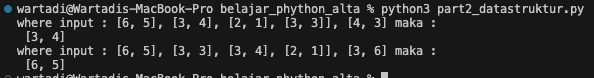 wartadi@Wartadis-MacBook-Pro belajar_phython_alta % python3 part2_datastruktur.py
where input : [6, 5], [3, 4], [2, 1], [3, 3]], [4, 3] maka :
[3, 4]
where input : [6, 5], [3, 3], [3, 4], [2, 1]], [3, 6] maka :
[6, 5]
wartadi@Wartadis-MacBook-Pro belajar_phython_alta %